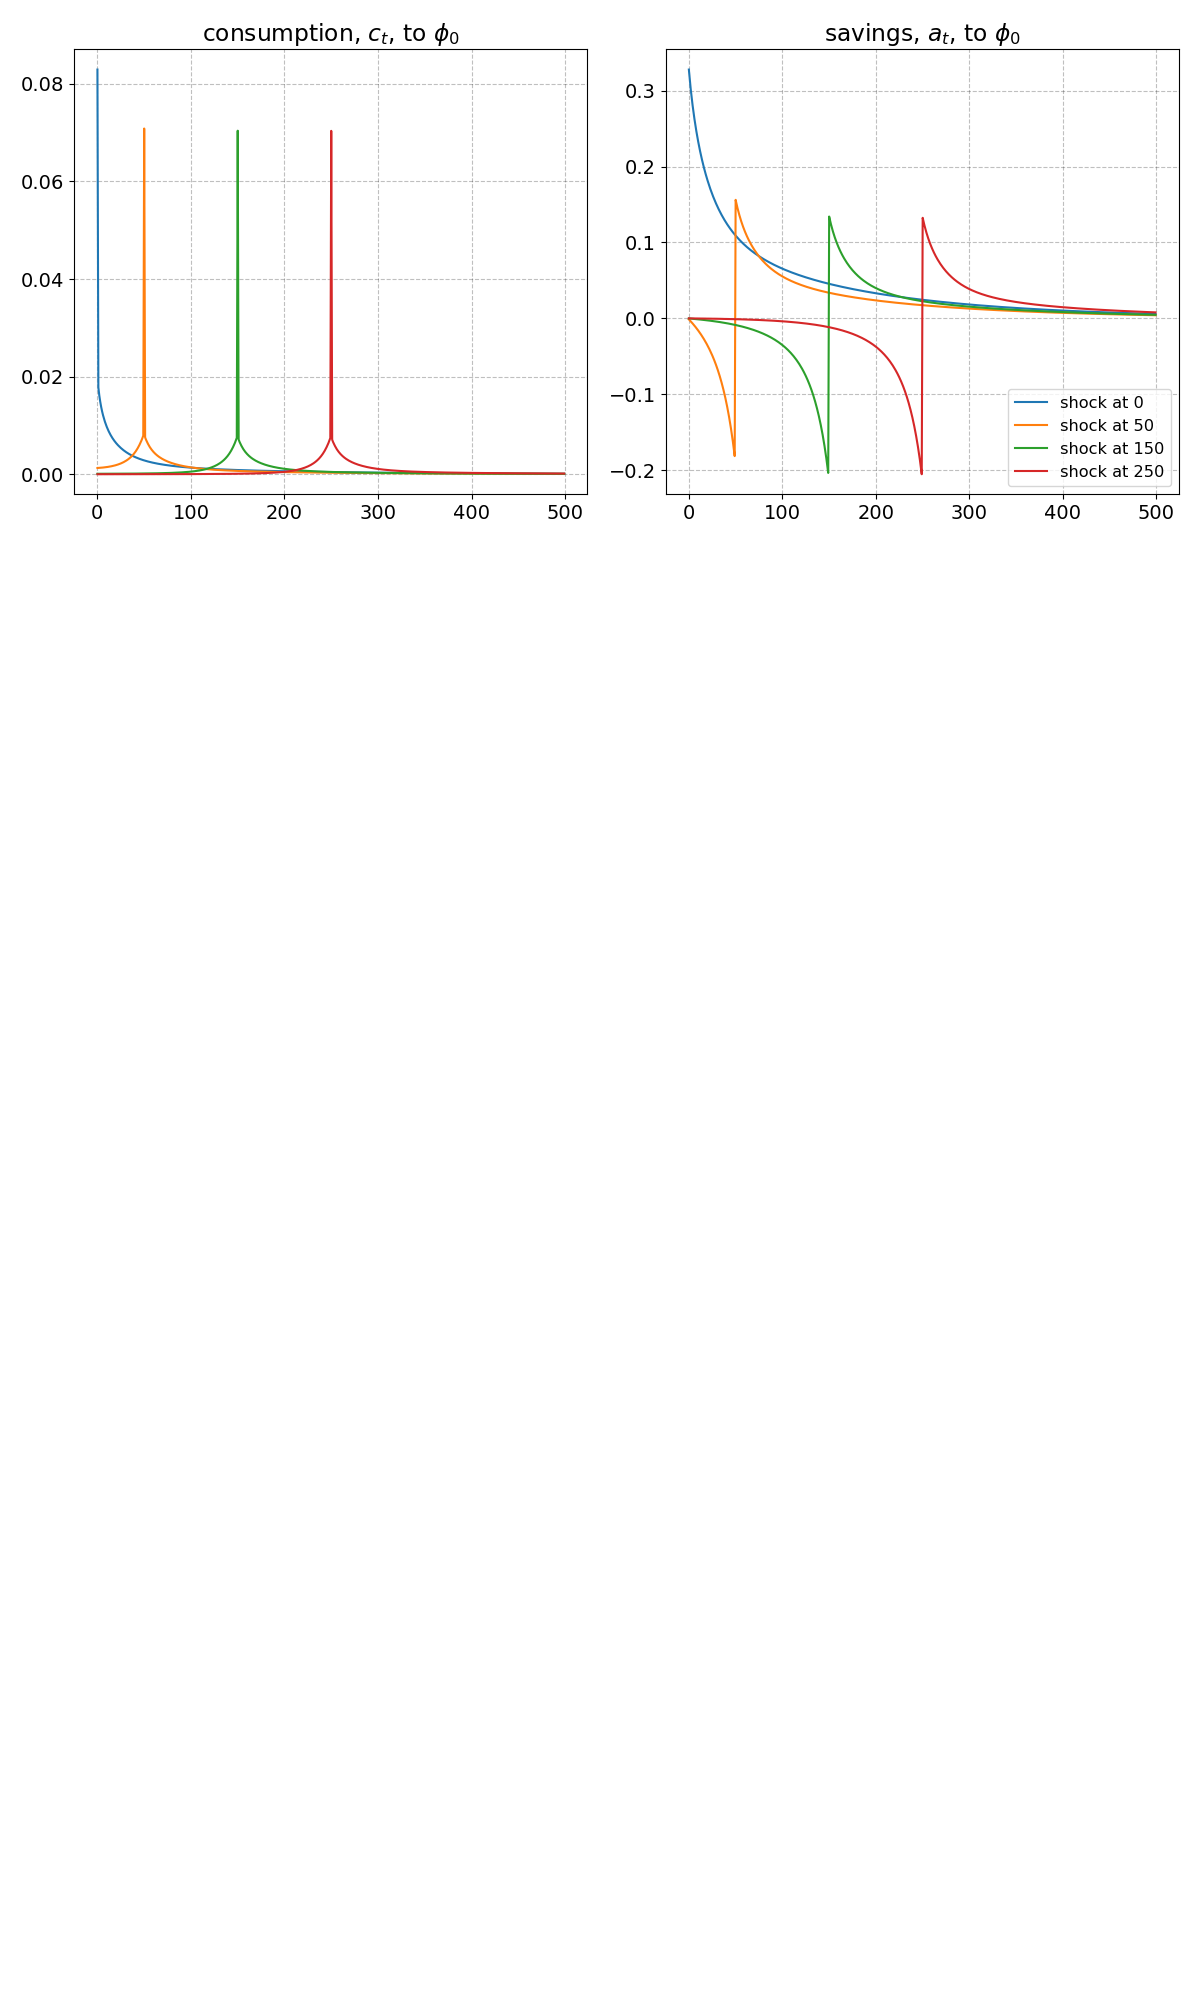 consumption, $c_t$, to $\phi_0$
0.08
0.06
0.04
0.02
0.00
0 100 200 300 400 500
savings, $a_t$, to $\phi_0$
0.3
0.2
0.1
0.0
−0.1
−0.2
0 100 200 300 400 500
shock at 0
shock at 50
shock at 150
shock at 250